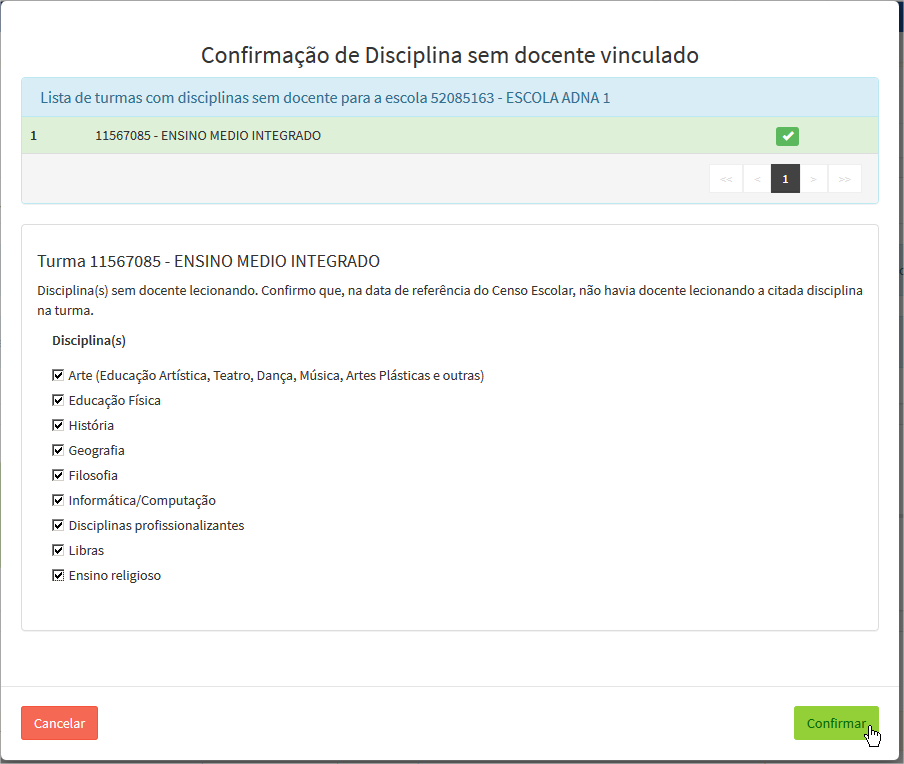 Confirmação de Disciplina sem docente vinculado
Lista de turmas com disciplinas sem docente para a escola 52085163 - ESCOLA ADNA 1
1 11567085 - ENSINO MEDIO INTEGRADO
<< < 1 > >>
Turma 11567085 - ENSINO MEDIO INTEGRADO
Disciplina(s) sem docente lecionando. Confirmo que, na data de referência do Censo Escolar, não havia docente lecionando a citada disciplina
na turma.
Disciplina(s)
Arte (Educação Artística, Teatro, Dança, Música, Artes Plásticas e outras)
Educação Física
História
Geografia
Filosofia
Informática/Computação
Disciplinas profissionalizantes
Libras
Ensino religioso
Cancelar Confirmar